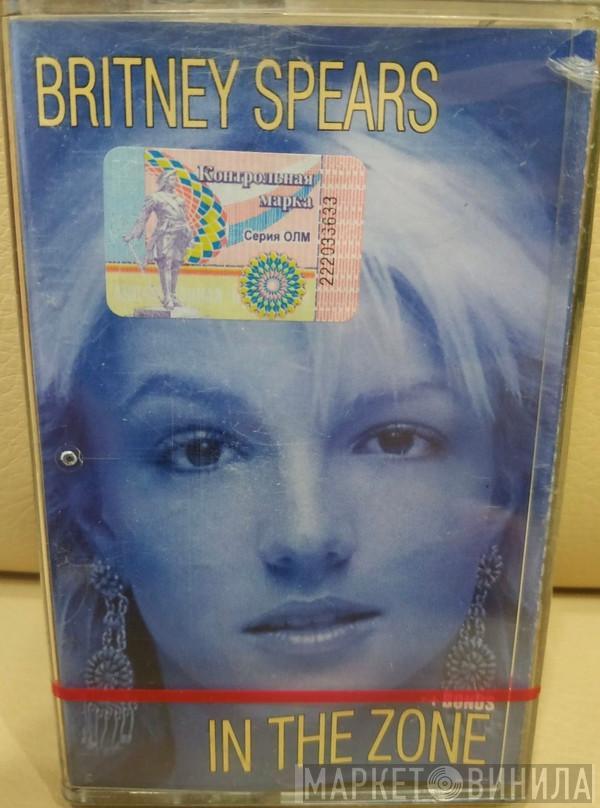 BRITNEY SPEARS
Контрольная
марка
Серия ОЛМ
222033633
BONUS
IN THE ZONE
МАРКЕТ ВИНИЛА